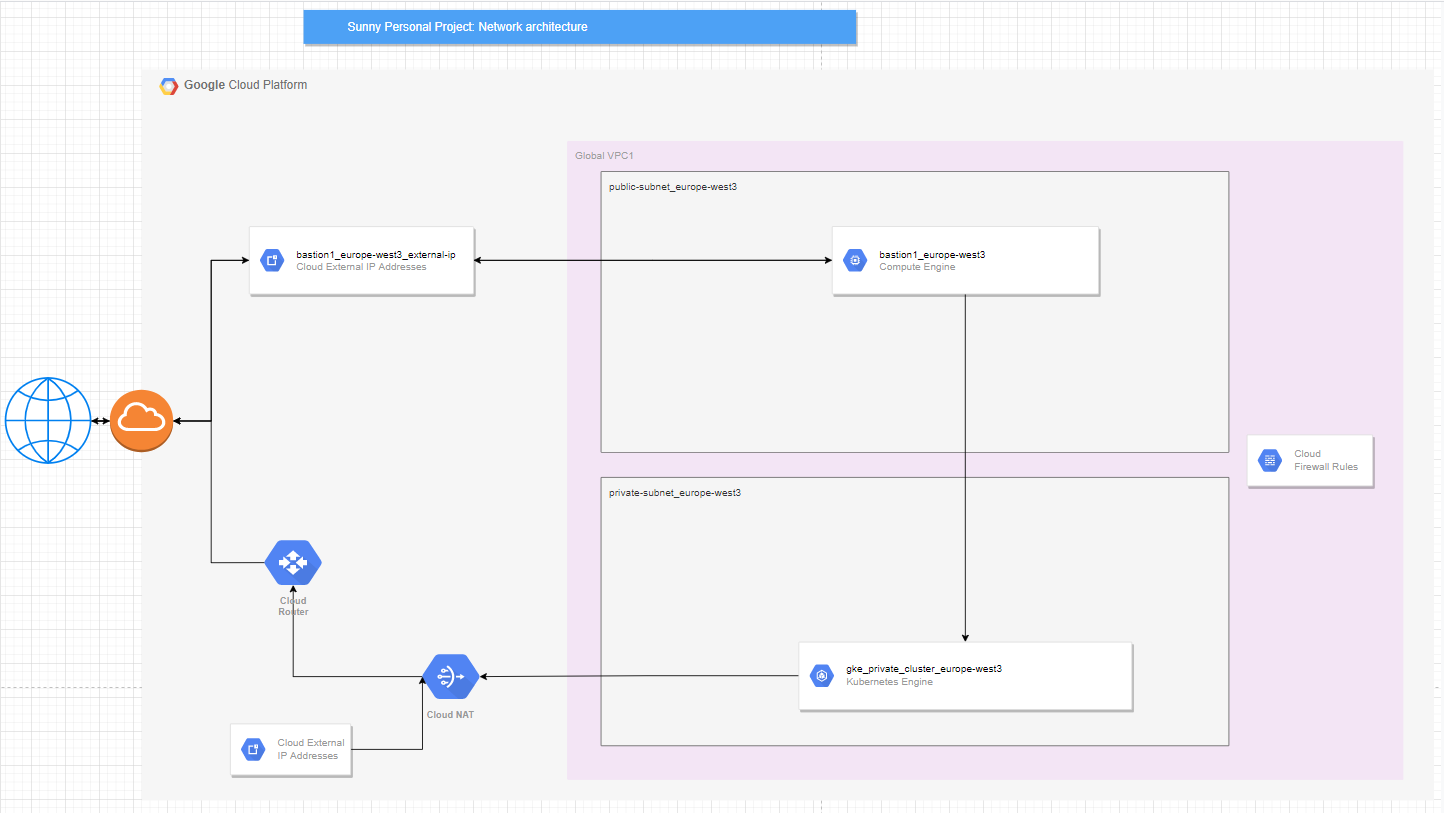 Sunny Personal Project: Network architecture
Google Cloud Platform
Global VPC1
public-subnet_europe-west3
bastion1_europe-west3_external-ip
Cloud External IP Addresses
bastion1_europe-west3
Compute Engine
Cloud
Firewall Rules
private-subnet_europe-west3
Cloud
Router
gke_private_cluster_europe-west3
Kubernetes Engine
Cloud NAT
Cloud External
IP Addresses